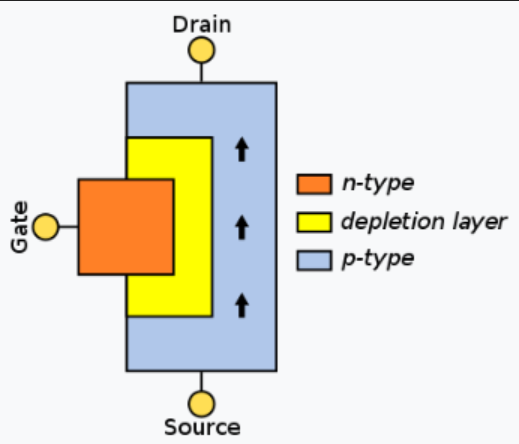 Drain
Gate
n-type
depletion layer
p-type
Source